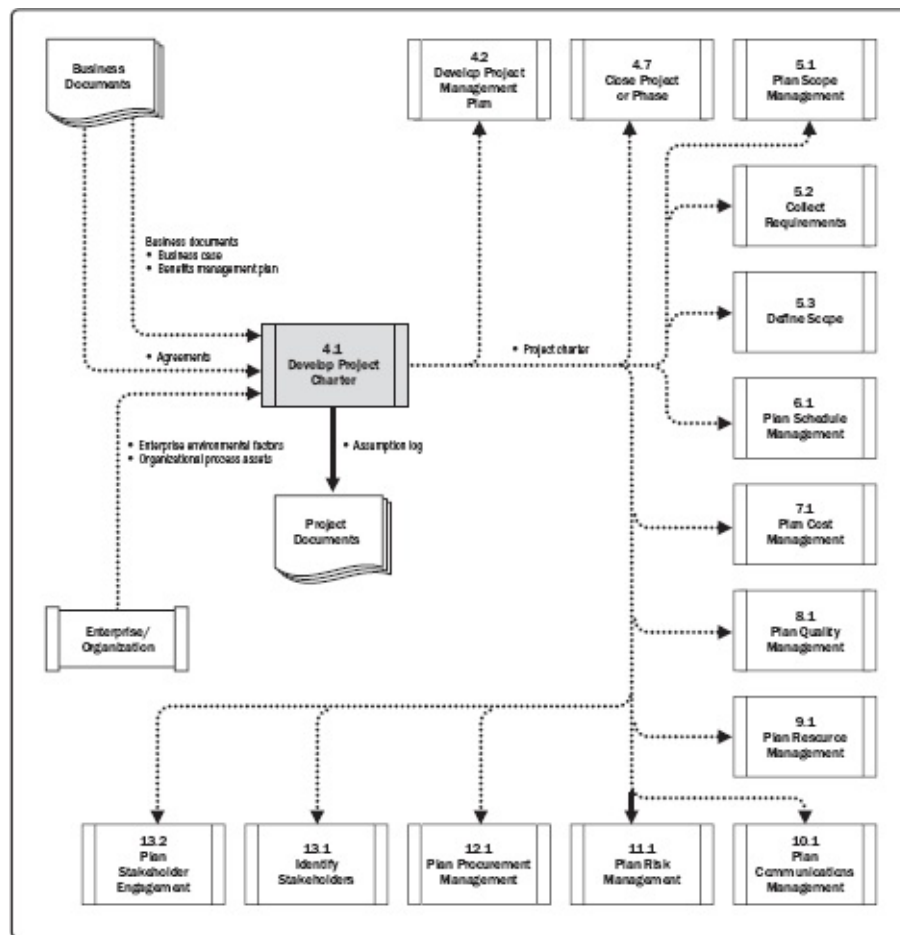 Business
Documents
4.2
Develop Project
Management
Plan
4.7
Close Project
or Phase
5.1
Plan Scope
Management
5.2
Collect
Requirements
Business documents
• Business case
• Benefits management plan
5.3
Define Scope
• Agreements
4.1
Develop Project
Charter
• Project charter
6.1
Plan Schedule
Management
• Enterprise environmental factors
• Organizational process assets
• Assumption log
Project
Documents
7.1
Plan Cost
Management
Enterprise/
Organization
8.1
Plan Quality
Management
9.1
Plan Resource
Management
13.2
Plan
Stakeholder
Engagement
13.1
Identify
Stakeholders
12.1
Plan Procurement
Management
11.1
Plan Risk
Management
10.1
Plan
Communications
Management